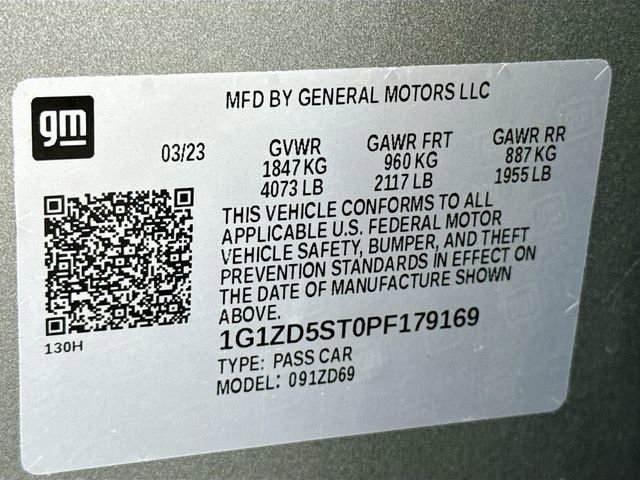 gm
MFD BY GENERAL MOTORS LLC
03/23
GVWR GAWR FRT GAWR RR
1847 KG 960 KG 887 KG
4073 LB 2117 LB 1955 LB
THIS VEHICLE CONFORMS TO ALL
APPLICABLE U.S. FEDERAL MOTOR
VEHICLE SAFETY, BUMPER, AND THEFT
PREVENTION STANDARDS IN EFFECT ON
THE DATE OF MANUFACTURE SHOWN
ABOVE.
130H
1G1ZD5ST0PF179169
TYPE: PASS CAR
MODEL: 091ZD69